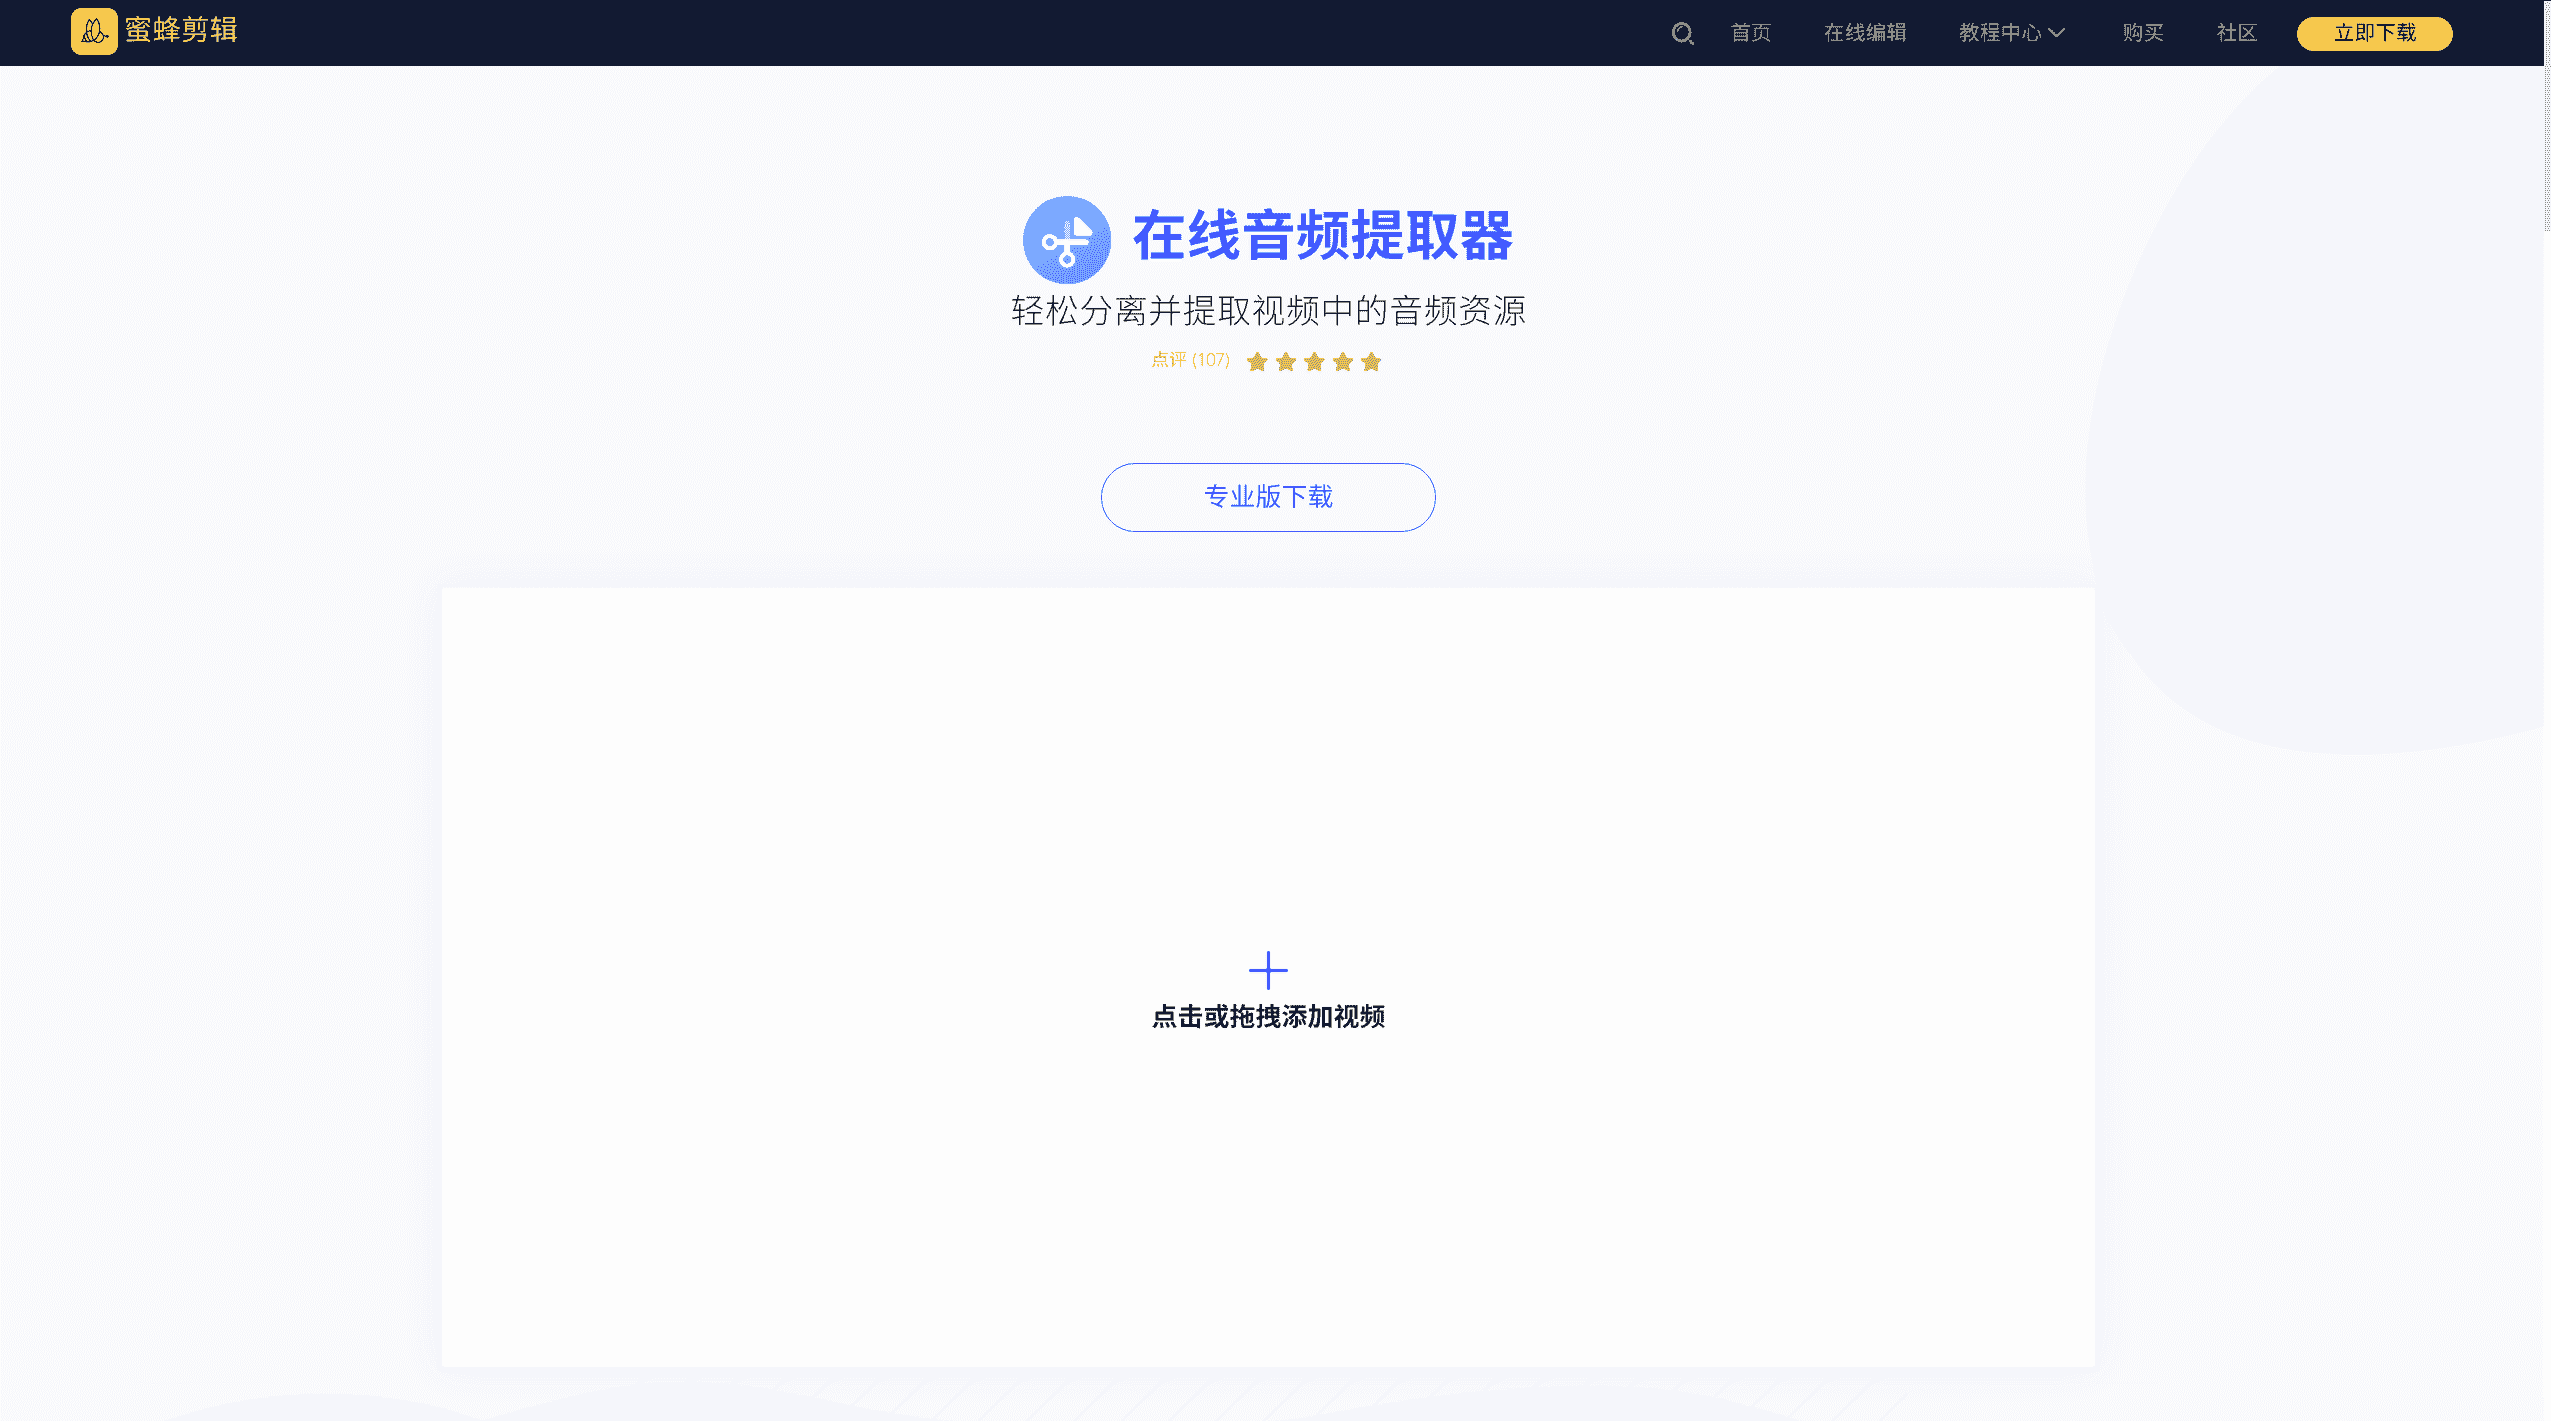 蜜蜂剪辑
首页 在线编辑 教程中心 购买 社区 立即下载
在线音频提取器
轻松分离并提取视频中的音频资源
点评 (107)
专业版下载
点击或拖拽添加视频